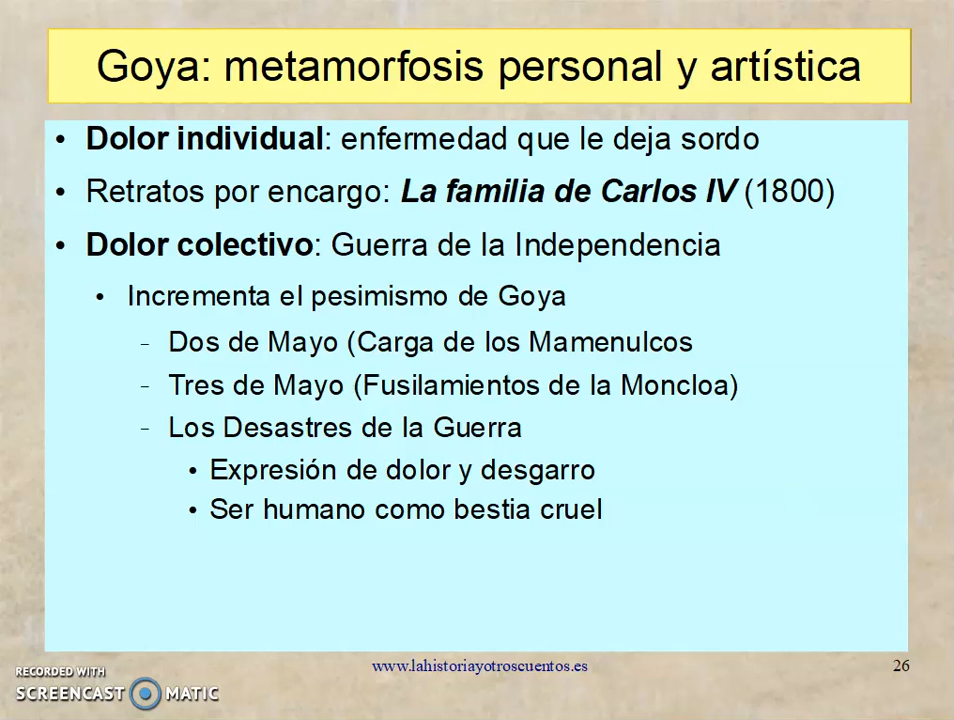 Goya: metamorfosis personal y artística
• Dolor individual: enfermedad que le deja sordo
• Retratos por encargo: La familia de Carlos IV (1800)
• Dolor colectivo: Guerra de la Independencia
• Incrementa el pesimismo de Goya
– Dos de Mayo (Carga de los Mamenulcos
– Tres de Mayo (Fusilamientos de la Moncloa)
– Los Desastres de la Guerra
• Expresión de dolor y desgarro
• Ser humano como bestia cruel
www.lahistoriayotroscuentos.es
26
RECORDED WITH
SCREENCAST MATIC